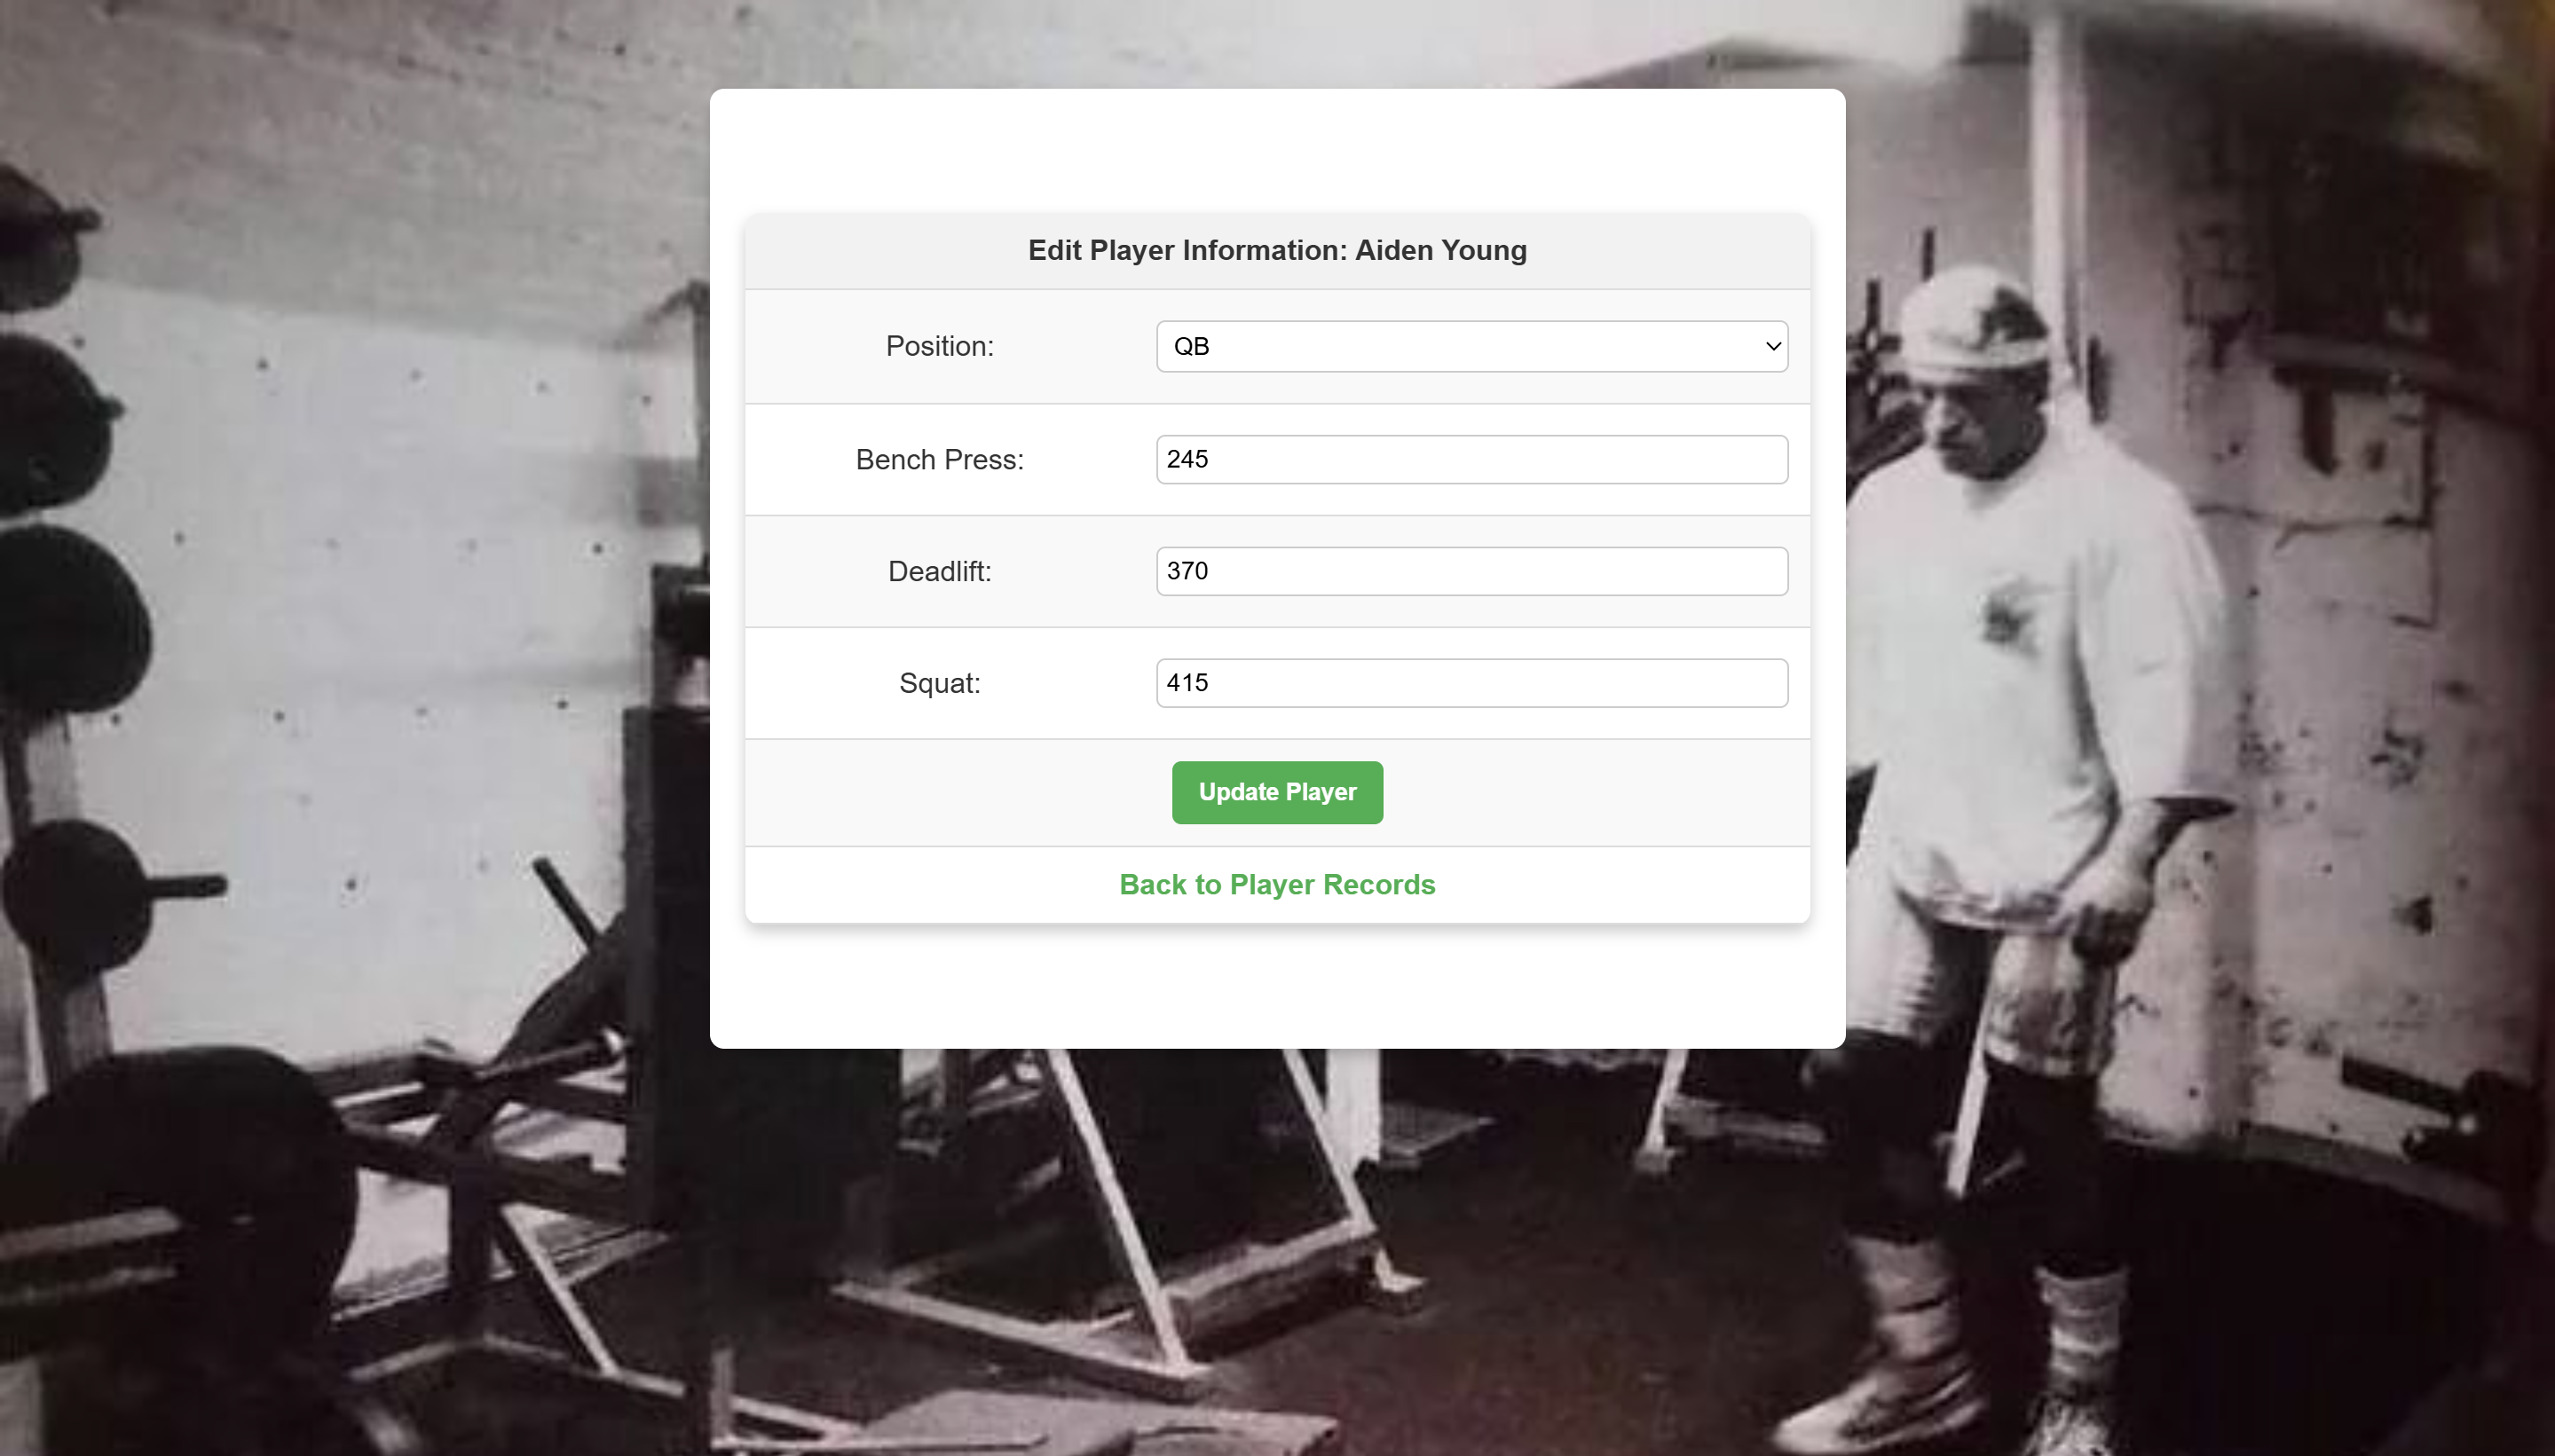 Edit Player Information: Aiden Young
Position: QB
Bench Press: 245
Deadlift: 370
Squat: 415
Update Player
Back to Player Records